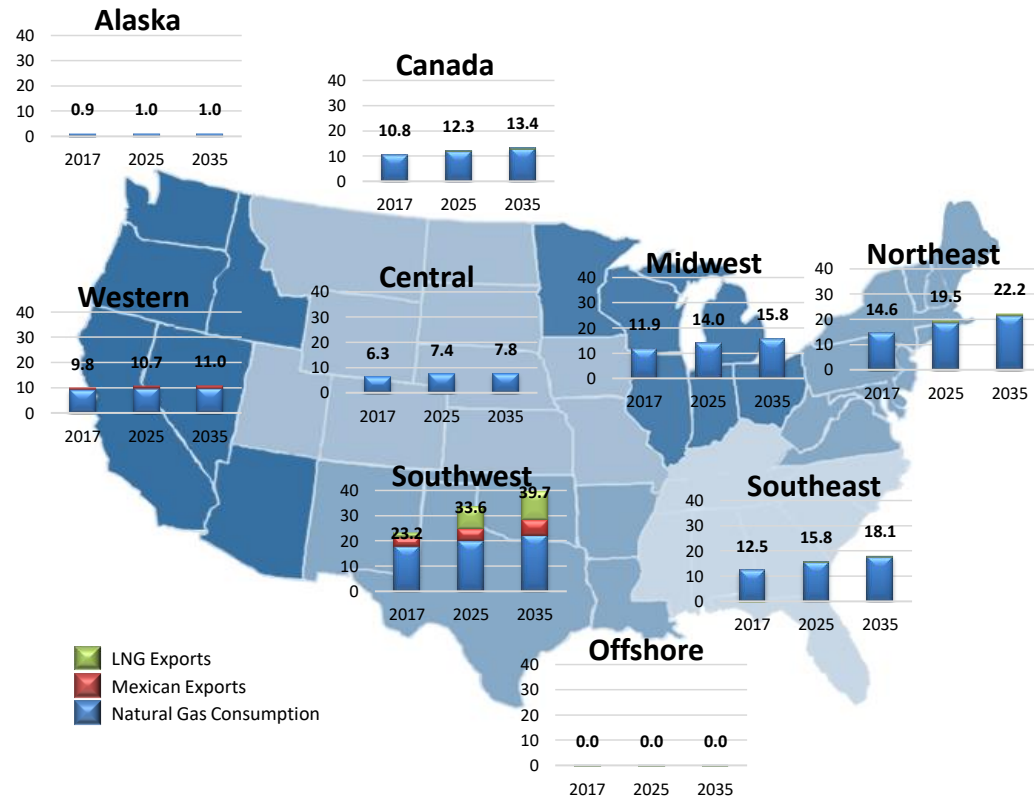 Alaska
40
30
20
10
0
0.9 1.0 1.0
2017 2025 2035
Canada
40
30
20
10
0
10.8 12.3 13.4
2017 2025 2035
Western
40
30
20
10
0
9.8 10.7 11.0
2017 2025 2035
Central
40
30
20
10
0
6.3 7.4 7.8
2017 2025 2035
Midwest
40
30
20
10
0
11.9 14.0 15.8
2017 2025 2035
Northeast
40
30
20
10
0
14.6 19.5 22.2
2017 2025 2035
Southwest
40
30
20
10
0
23.2 33.6 39.7
2017 2025 2035
Southeast
40
30
20
10
0
12.5 15.8 18.1
2017 2025 2035
Offshore
40
30
20
10
0
0.0 0.0 0.0
2017 2025 2035
LNG Exports
Mexican Exports
Natural Gas Consumption